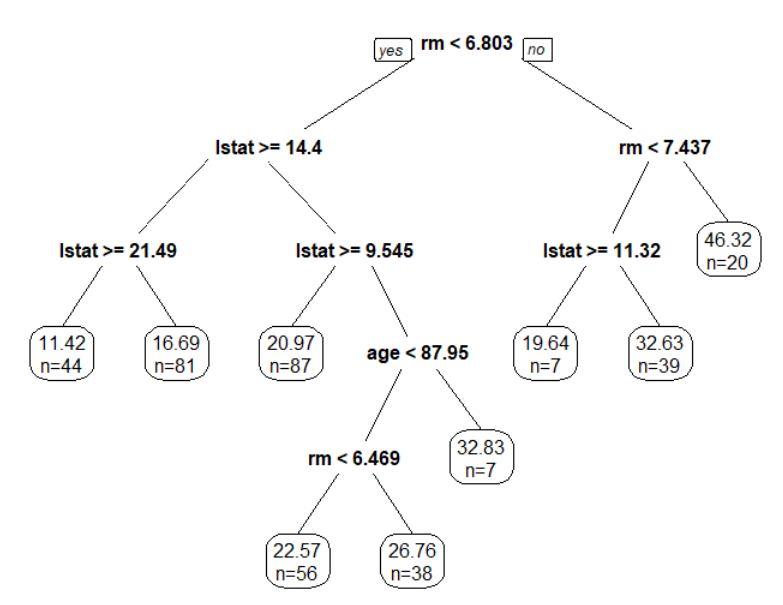 yes rm < 6.803 no
lstat >= 14.4
rm < 7.437
lstat >= 21.49
lstat >= 9.545
lstat >= 11.32
46.32
n=20
11.42
n=44
16.69
n=81
20.97
n=87
age < 87.95
19.64
n=7
32.63
n=39
rm < 6.469
32.83
n=7
22.57
n=56
26.76
n=38